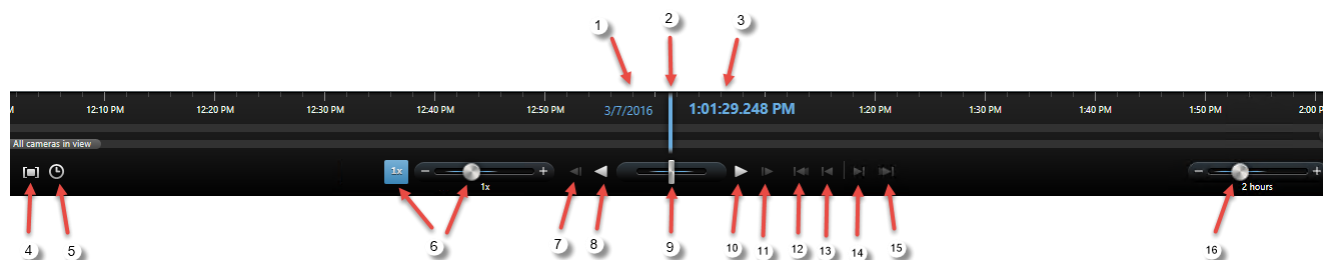 1 2 3
M 12:10 PM 12:20 PM 12:30 PM 12:40 PM 12:50 PM 3/7/2016 1:01:29.248 PM 1:20 PM 1:30 PM 1:40 PM 1:50 PM 2:00 P
All cameras in view
1x − + − +
1x 2 hours
4 5 6 7 8 9 10 11 12 13 14 15 16